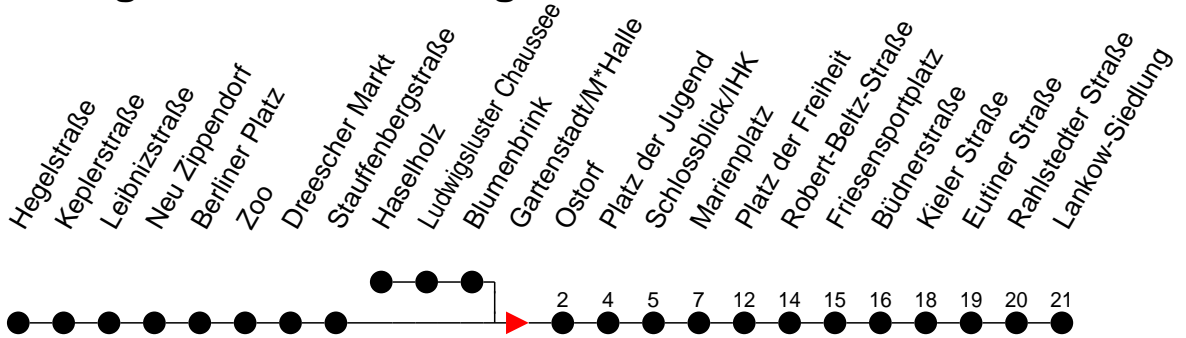 Hegelstraße
Keplerstraße
Leibnizstraße
Neu Zippendorf
Berliner Platz
Zoo
Dreescher Markt
Stauffenbergstraße
Haselholz
Ludwigsluster Chaussee
Blumenbrink
Gartenstadt/M*Halle
Ostorf
Platz der Jugend
Schlossblick/IHK
Marienplatz
Platz der Freiheit
Robert-Beltz-Straße
Friesensportplatz
Büdnerstraße
Kieler Straße
Eutiner Straße
Rahlstedter Straße
Lankow-Siedlung
2 4 5 7 12 14 15 16 18 19 20 21